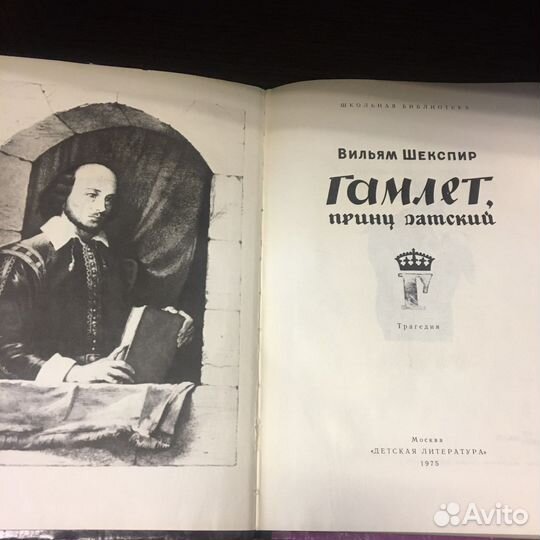 ШКОЛЬНАЯ БИБЛИОТЕКА
ВИЛЬЯМ ШЕКСПИР
ГАМЛЕТ,
ПРИНЦ ДАТСКИЙ
Г
Трагедия
Москва
«ДЕТСКАЯ ЛИТЕРАТУРА»
1975
Avito